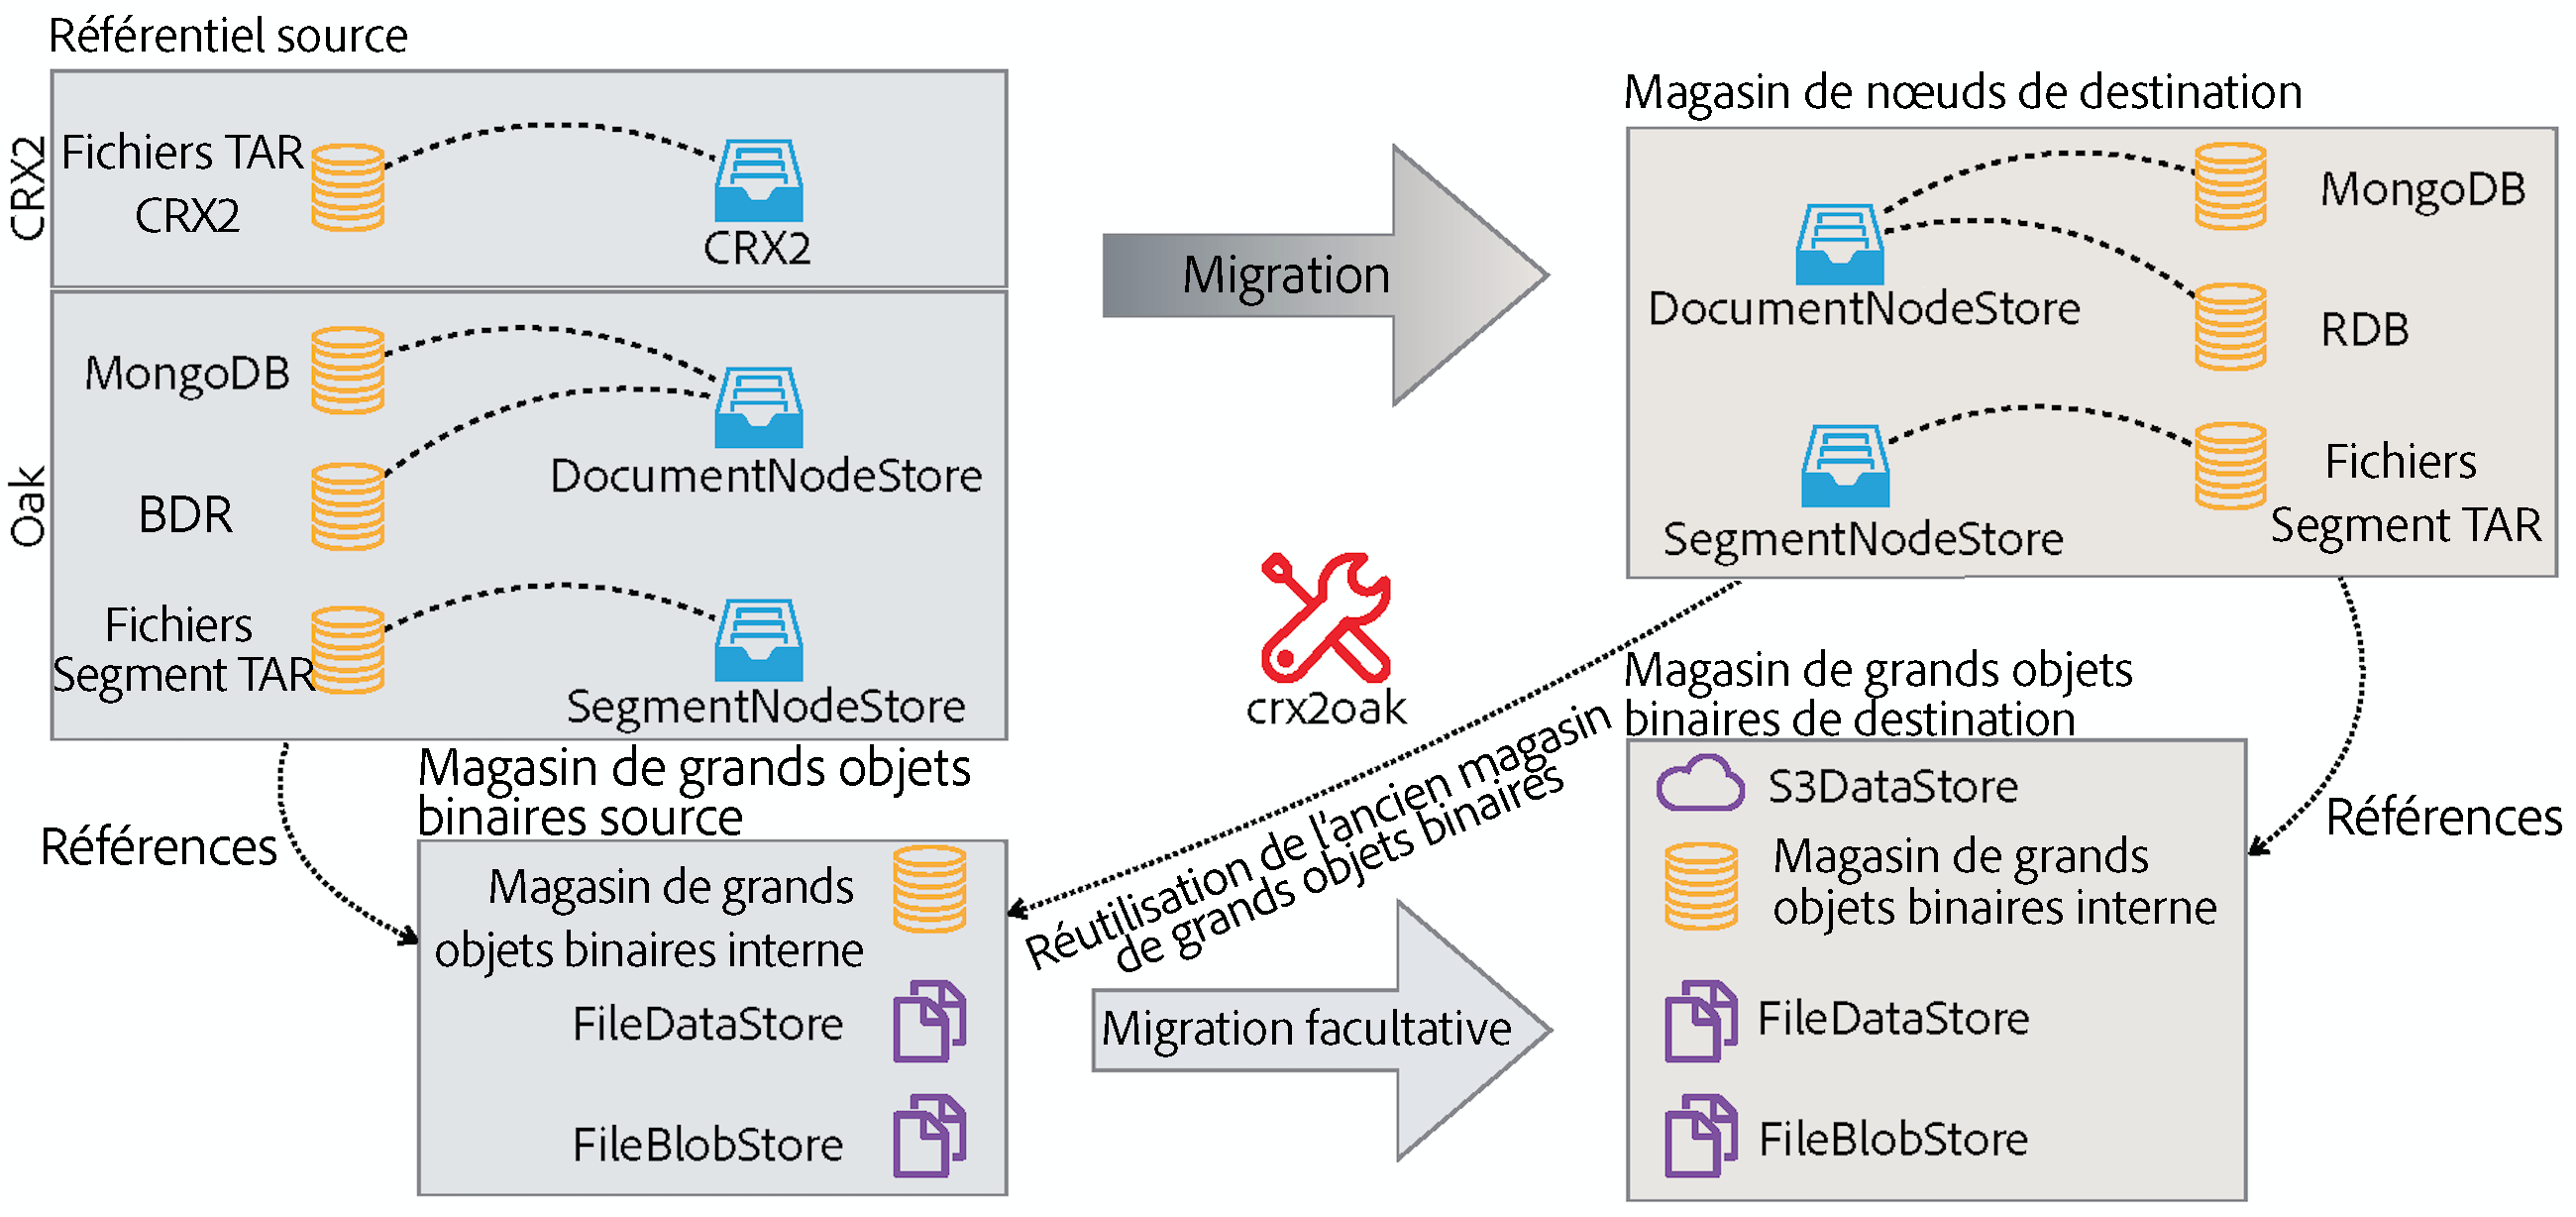 Référentiel source
CRX2
Fichiers TAR
CRX2
CRX2
Oak
MongoDB
BDR
DocumentNodeStore
Fichiers
Segment TAR
SegmentNodeStore
Références
Magasin de grands objets
binaires source
Magasin de grands
objets binaires interne
FileDataStore
FileBlobStore
Migration
crx2oak
Réutilisation de l'ancien magasin
de grands objets binaires
Migration facultative
Magasin de nœuds de destination
MongoDB
DocumentNodeStore
RDB
Fichiers
Segment TAR
SegmentNodeStore
Magasin de grands objets
binaires de destination
S3DataStore
Magasin de grands
objets binaires interne
FileDataStore
FileBlobStore
Références